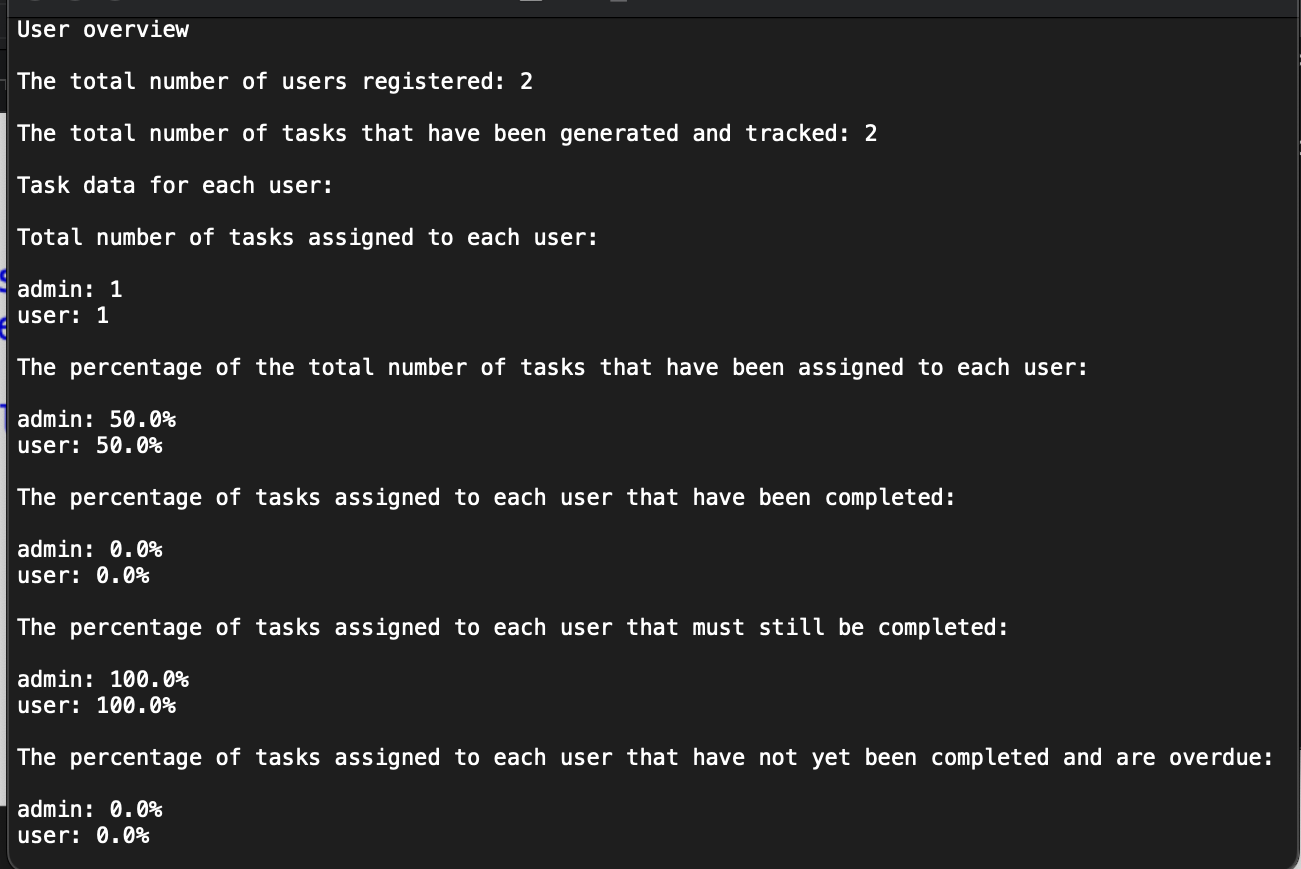 User overview
The total number of users registered: 2
The total number of tasks that have been generated and tracked: 2
Task data for each user:
Total number of tasks assigned to each user:
admin: 1
user: 1
The percentage of the total number of tasks that have been assigned to each user:
admin: 50.0%
user: 50.0%
The percentage of tasks assigned to each user that have been completed:
admin: 0.0%
user: 0.0%
The percentage of tasks assigned to each user that must still be completed:
admin: 100.0%
user: 100.0%
The percentage of tasks assigned to each user that have not yet been completed and are overdue:
admin: 0.0%
user: 0.0%